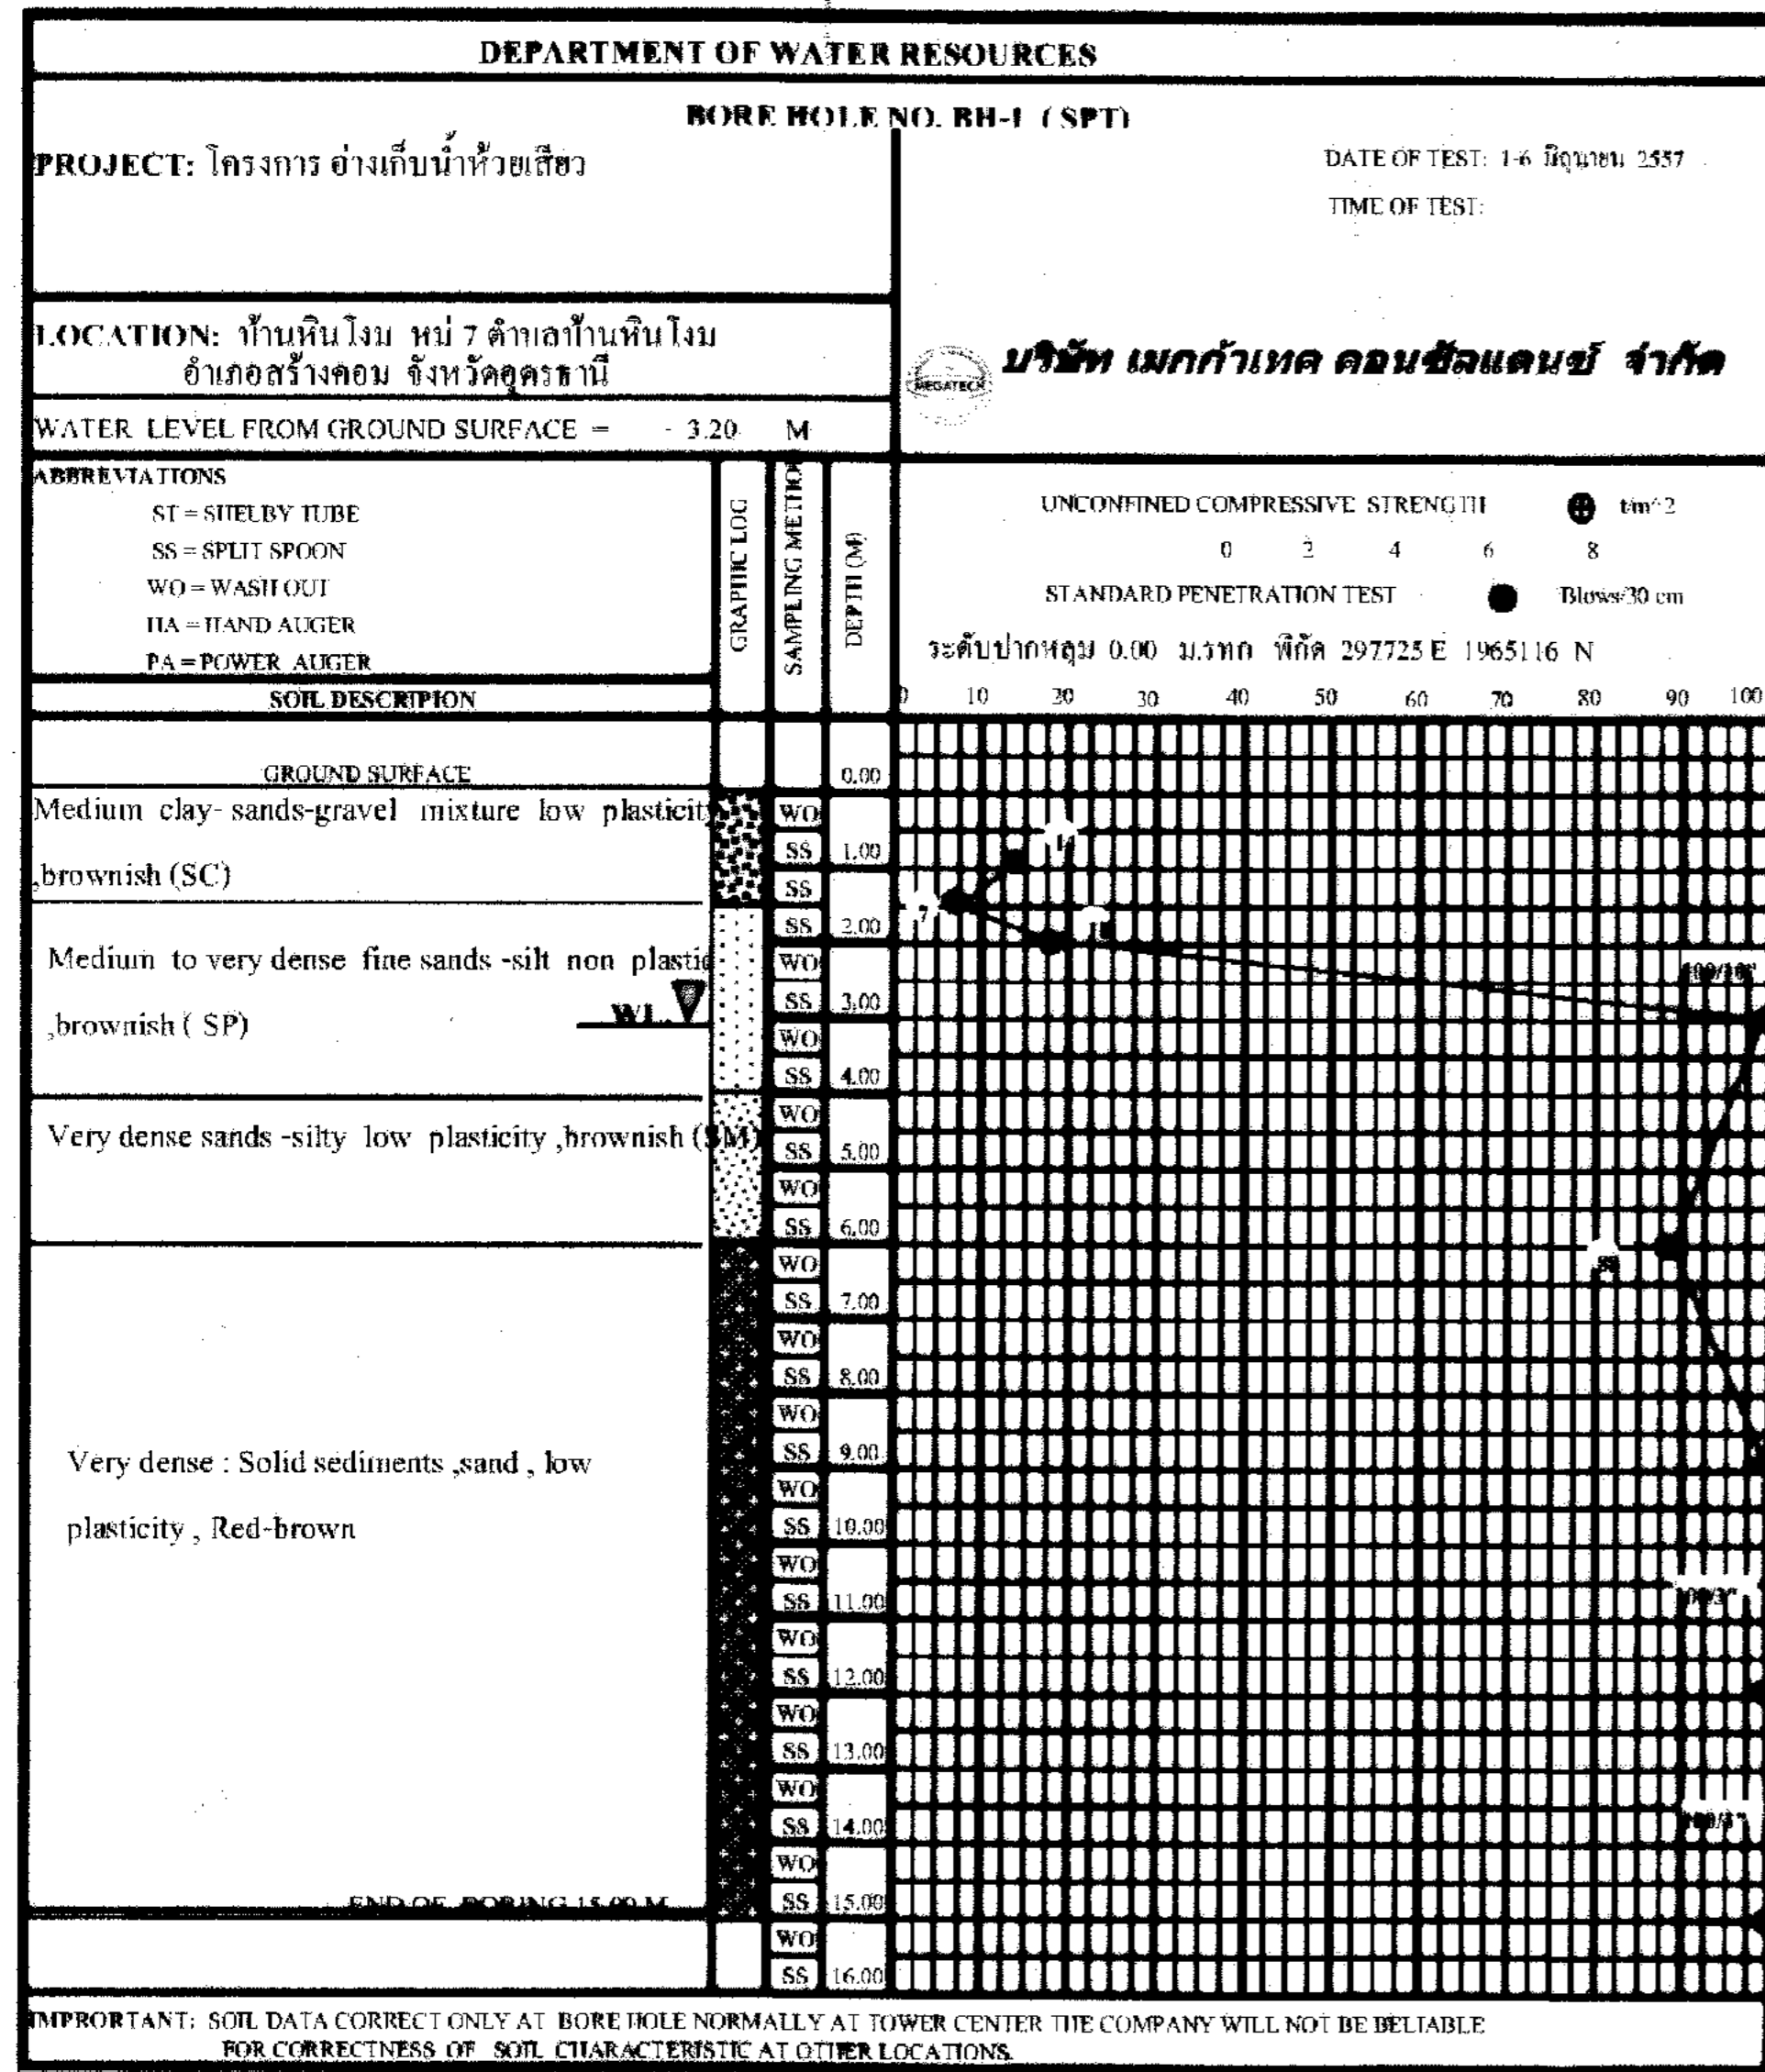 DEPARTMENT OF WATER RESOURCES
BORE HOLE NO. BH-1 ( SPT)
PROJECT: โครงการ อ่างเก็บน้ำห้วยเสียว
DATE OF TEST: 1-6 มิถุนายน 2557
TIME OF TEST:
LOCATION: บ้านหินโงม หมู่ 7 ตำบลบ้านหินโงม
อำเภอสร้างคอม จังหวัดอุดรธานี
MEGATECH
บริษัท เมกก้าเทค คอนซัลแตนซ์ จำกัด
WATER LEVEL FROM GROUND SURFACE = - 3.20 M
ABBREVIATIONS
ST = SHELBY TUBE
SS = SPLIT SPOON
WO = WASH OUT
HA = HAND AUGER
PA = POWER AUGER
SOIL DESCRIPION
GRAPHIC LOG
SAMPLING METHOD
DEPTH (M)
UNCONFINED COMPRESSIVE STRENGTH t/m^2
0 2 4 6 8
STANDARD PENETRATION TEST Blows/30 cm
ระดับปากหลุม 0.00 ม.รทก พิกัด 297725 E 1965116 N
0 10 20 30 40 50 60 70 80 90 100
GROUND SURFACE 0.00
Medium clay- sands-gravel mixture low plasticity
,brownish (SC)
WO
SS 1.00
SS
7
SS 2.00
Medium to very dense fine sands -silt non plastic
,brownish ( SP)
WL.
WO
SS 3.00
WO
SS 4.00
Very dense sands -silty low plasticity ,brownish (SM)
WO
SS 5.00
WO
SS 6.00
WO
SS 7.00
WO
SS 8.00
WO
SS 9.00
Very dense : Solid sediments ,sand , low
plasticity , Red-brown
WO
SS 10.00
WO
SS 11.00
100/3"
WO
SS 12.00
WO
SS 13.00
WO
SS 14.00
WO
SS 15.00
END OF BORING 15.00 M
WO
SS 16.00
IMPRORTANT: SOIL DATA CORRECT ONLY AT BORE HOLE NORMALLY AT TOWER CENTER THE COMPANY WILL NOT BE BELIABLE
FOR CORRECTNESS OF SOIL CHARACTERISTIC AT OTHER LOCATIONS.